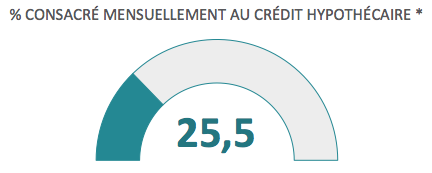 % CONSACRÉ MENSUELLEMENT AU CRÉDIT HYPOTHÉCAIRE *
25,5